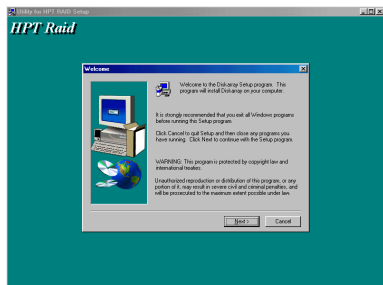 Utility for HPT RAID Setup
HPT Raid
Welcome
Welcome to the Diskarray Setup program. This
program will install Diskarray on your computer.
It is strongly recommended that you exit all Windows programs
before running this Setup program.
Click Cancel to quit Setup and then close any programs you
have running. Click Next to continue with the Setup program.
WARNING: This program is protected by copyright law and
international treaties.
Unauthorized reproduction or distribution of this program, or any
portion of it, may result in severe civil and criminal penalties, and
will be prosecuted to the maximum extent possible under law.
Next >
Cancel